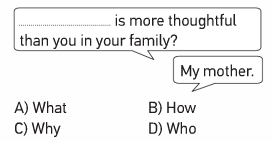 .................................... is more thoughtful
than you in your family?
My mother.
A) What B) How
C) Why D) Who